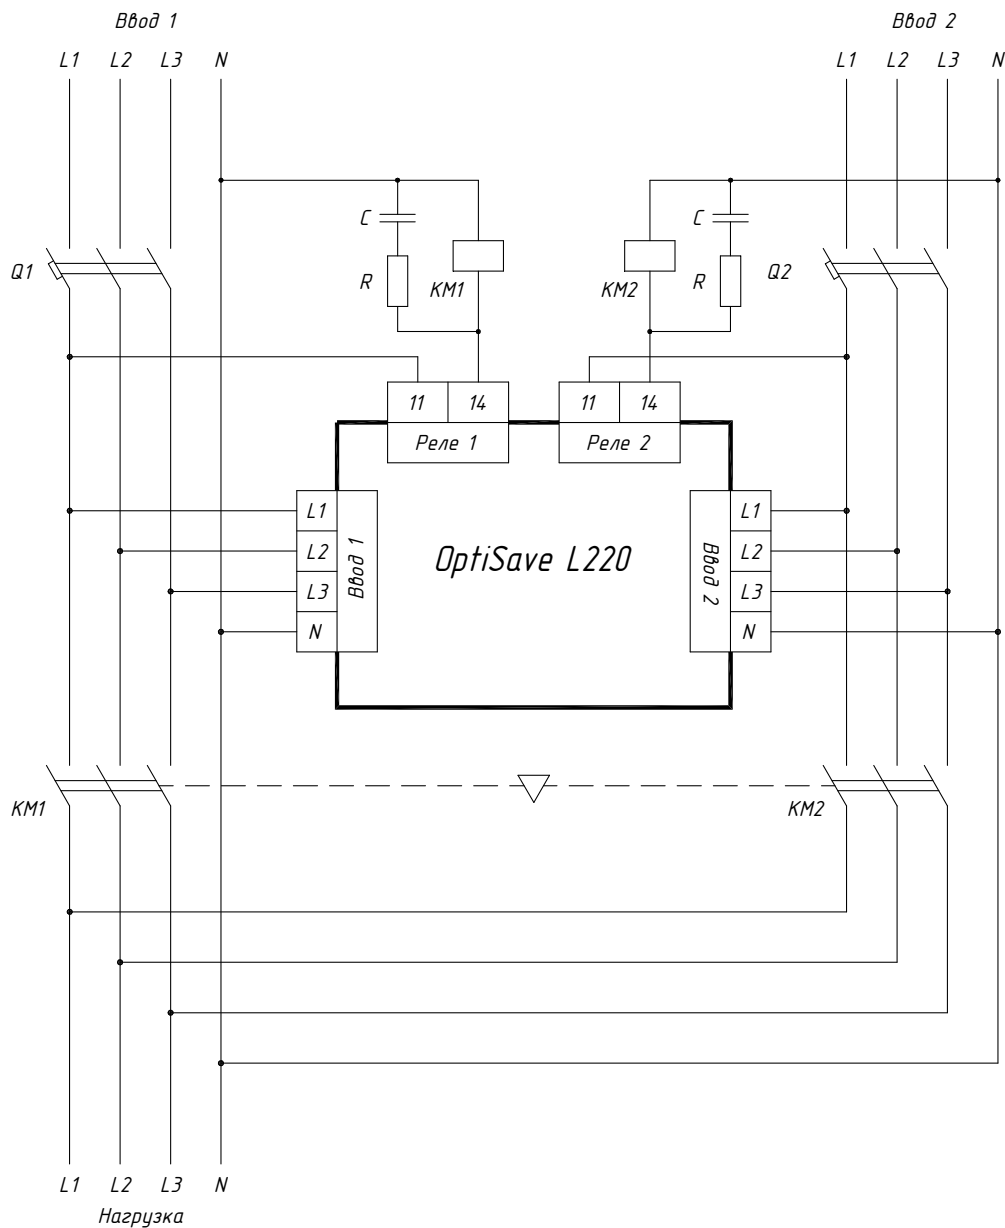 Ввод 1 Ввод 2
L1 L2 L3 N L1 L2 L3 N
C C
Q1 R KM1 KM2 R Q2
11 14 11 14
Реле 1 Реле 2
L1 L1
L2 L2
L3 L3
N N
Ввод 1
OptiSave L220
Ввод 2
KM1 KM2
L1 L2 L3 N
Нагрузка